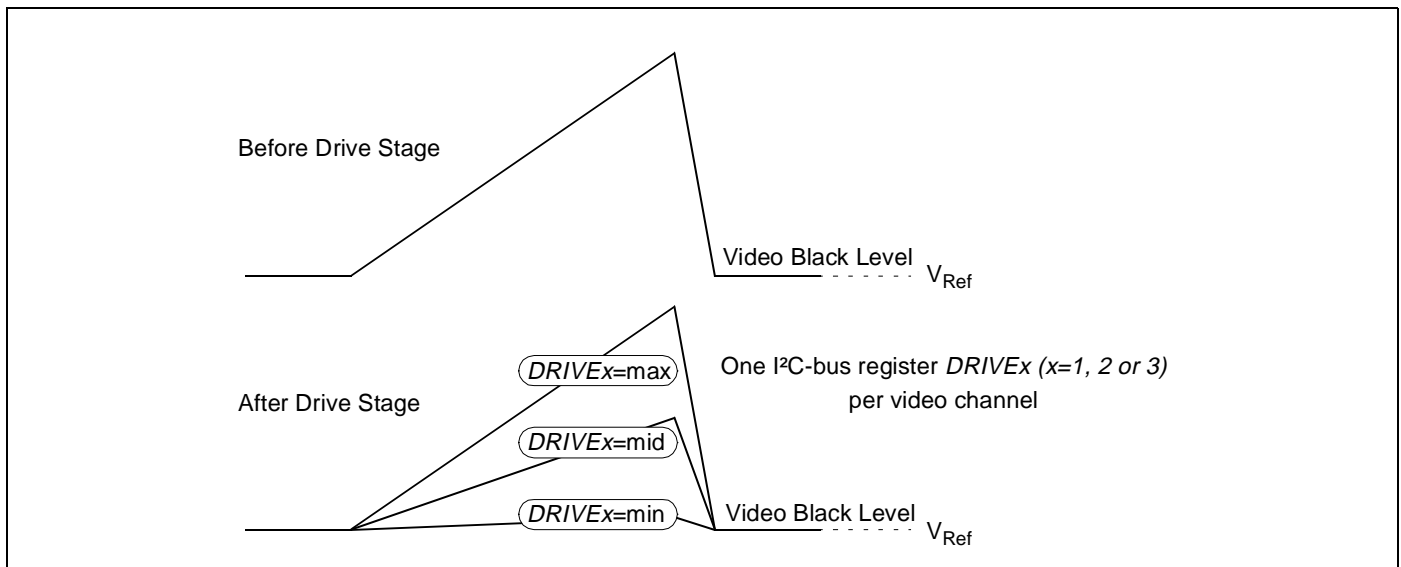 Before Drive Stage
Video Black Level
VRef
DRIVEx=max
One I²C-bus register DRIVEx (x=1, 2 or 3)
per video channel
After Drive Stage
DRIVEx=mid
DRIVEx=min
Video Black Level
VRef